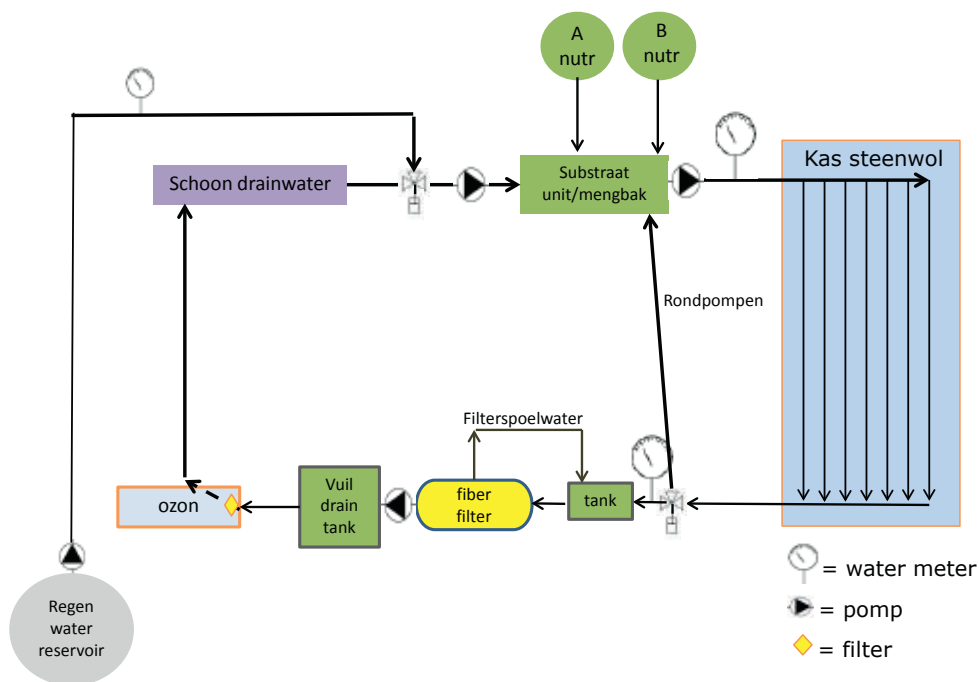 A
nutr
B
nutr
Kas steenwol
Schoon drainwater
Substraat
unit/mengbak
Rondpompen
Filterspoelwater
ozon
Vuil
drain
tank
fiber
filter
tank
Regen
water
reservoir
= water meter
= pomp
= filter